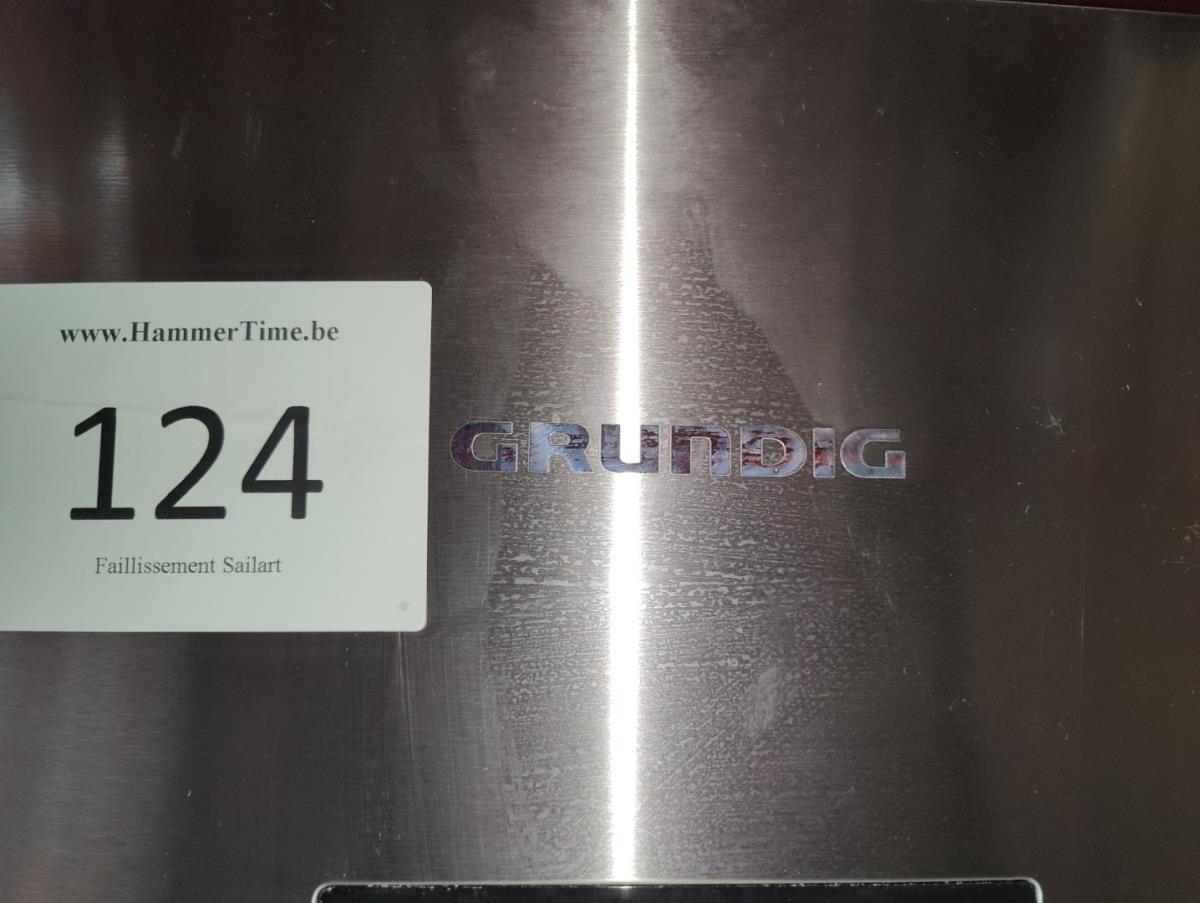 www.HammerTime.be
124
Faillissement Sailart
GRUNDIG